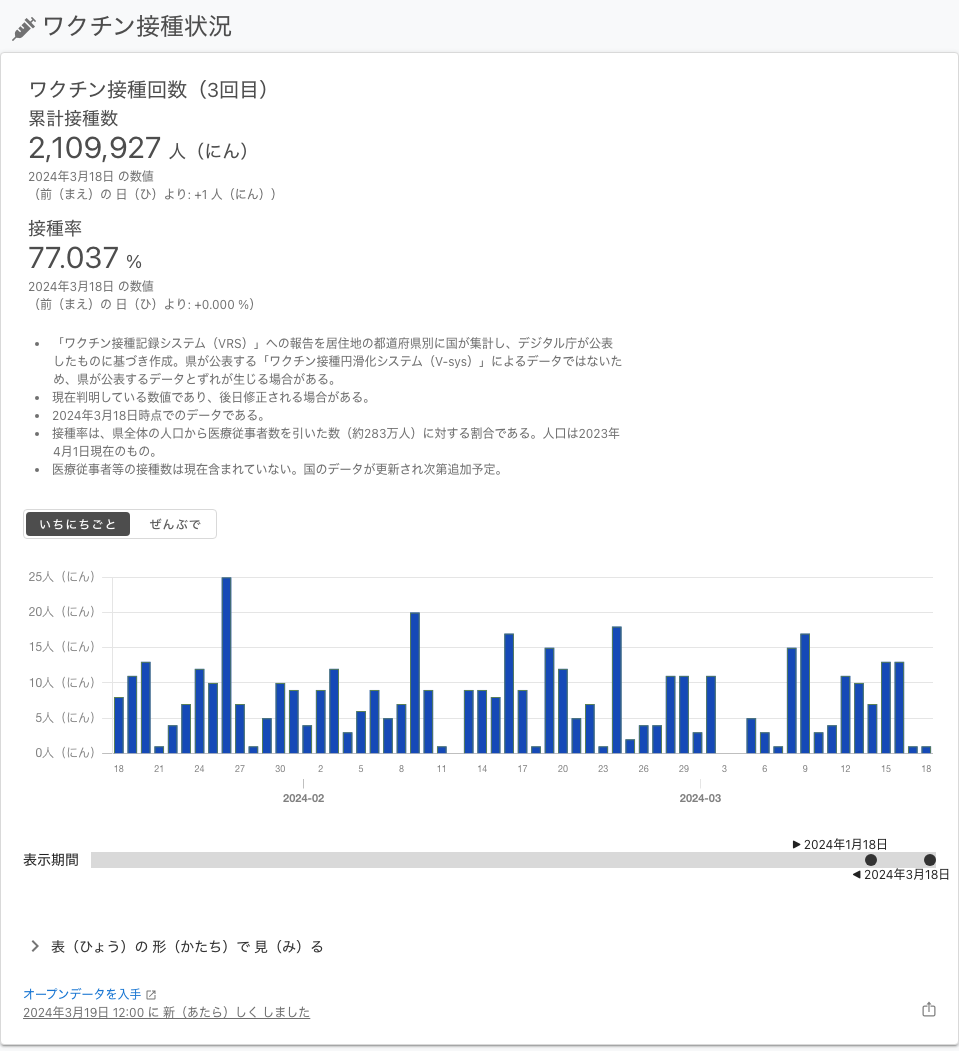 ワクチン接種状況
ワクチン接種回数（3回目）
累計接種数
2,109,927 人（にん）
2024年3月18日 の数値
（前（まえ）の 日（ひ）より: +1 人（にん））
接種率
77.037 %
2024年3月18日 の数値
（前（まえ）の 日（ひ）より: +0.000 %）
• 「ワクチン接種記録システム（VRS）」への報告を居住地の都道府県別に国が集計し、デジタル庁が公表
したものに基づき作成。県が公表する「ワクチン接種円滑化システム（V-sys）」によるデータではないた
め、県が公表するデータとずれが生じる場合がある。
• 現在判明している数値であり、後日修正される場合がある。
• 2024年3月18日時点でのデータである。
• 接種率は、県全体の人口から医療従事者数を引いた数（約283万人）に対する割合である。人口は2023年
4月1日現在のもの。
• 医療従事者等の接種数は現在含まれていない。国のデータが更新され次第追加予定。
いちにちごと ぜんぶで
25人（にん）
20人（にん）
15人（にん）
10人（にん）
5人（にん）
0人（にん）
18 21 24 27 30 2 5 8 11 14 17 20 23 26 29 3 6 9 12 15 18
2024-02 2024-03
▶ 2024年1月18日
表示期間
◀ 2024年3月18日
表（ひょう）の 形（かたち）で 見（み）る
オープンデータを入手
2024年3月19日 12:00 に 新（あたら）しく しました